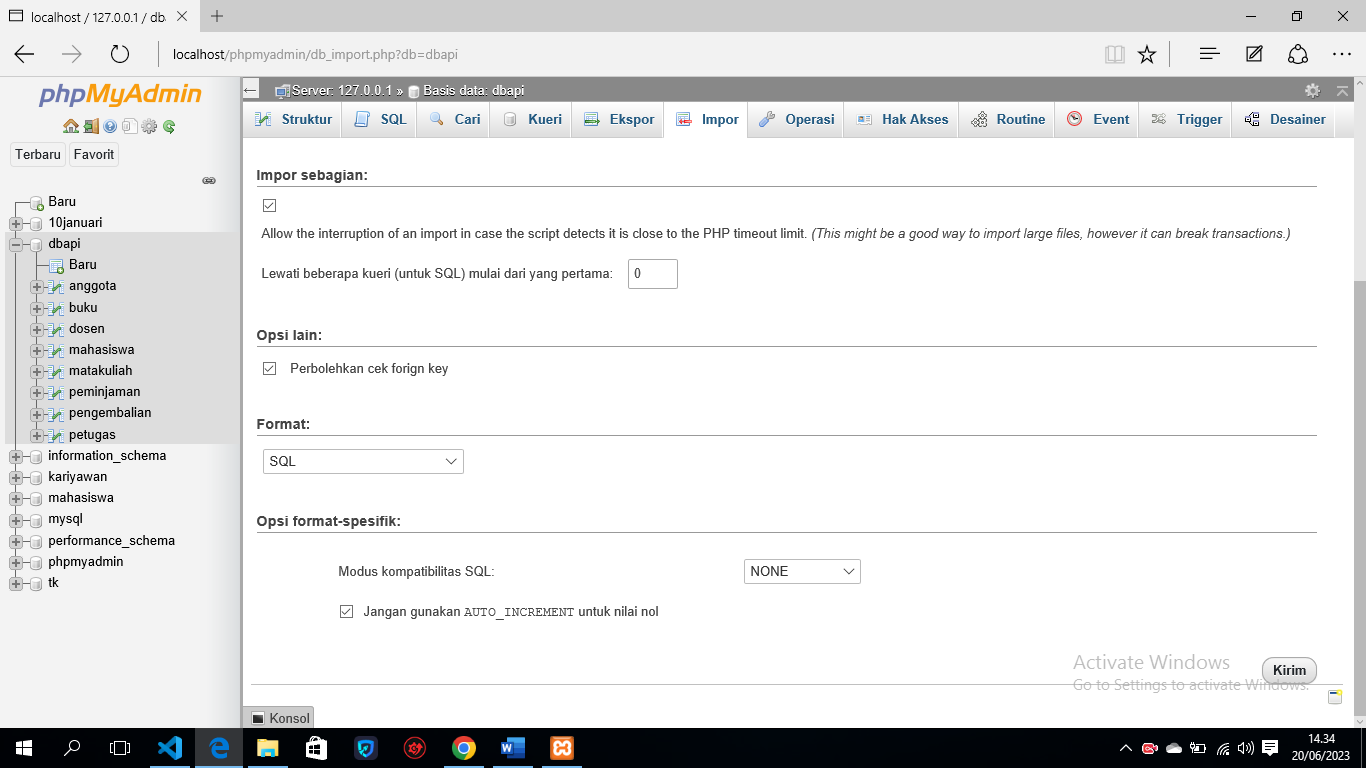 localhost / 127.0.0.1 / db
localhost/phpmyadmin/db_import.php?db=dbapi
phpMyAdmin
Terbaru
Favorit
Baru
10januari
dbapi
Baru
anggota
buku
dosen
mahasiswa
matakuliah
peminjaman
pengembalian
petugas
information_schema
kariyawan
mahasiswa
mysql
performance_schema
phpmyadmin
tk
Server: 127.0.0.1 » Basis data: dbapi
Struktur SQL Cari Kueri Ekspor Impor Operasi Hak Akses Routine Event Trigger Desainer
Impor sebagian:
Allow the interruption of an import in case the script detects it is close to the PHP timeout limit. (This might be a good way to import large files, however it can break transactions.)
Lewati beberapa kueri (untuk SQL) mulai dari yang pertama: 0
Opsi lain:
Perbolehkan cek forign key
Format:
SQL
Opsi format-spesifik:
Modus kompatibilitas SQL: NONE
Jangan gunakan AUTO_INCREMENT untuk nilai nol
Activate Windows
Go to Settings to activate Windows.
Kirim
Konsol
14.34
20/06/2023